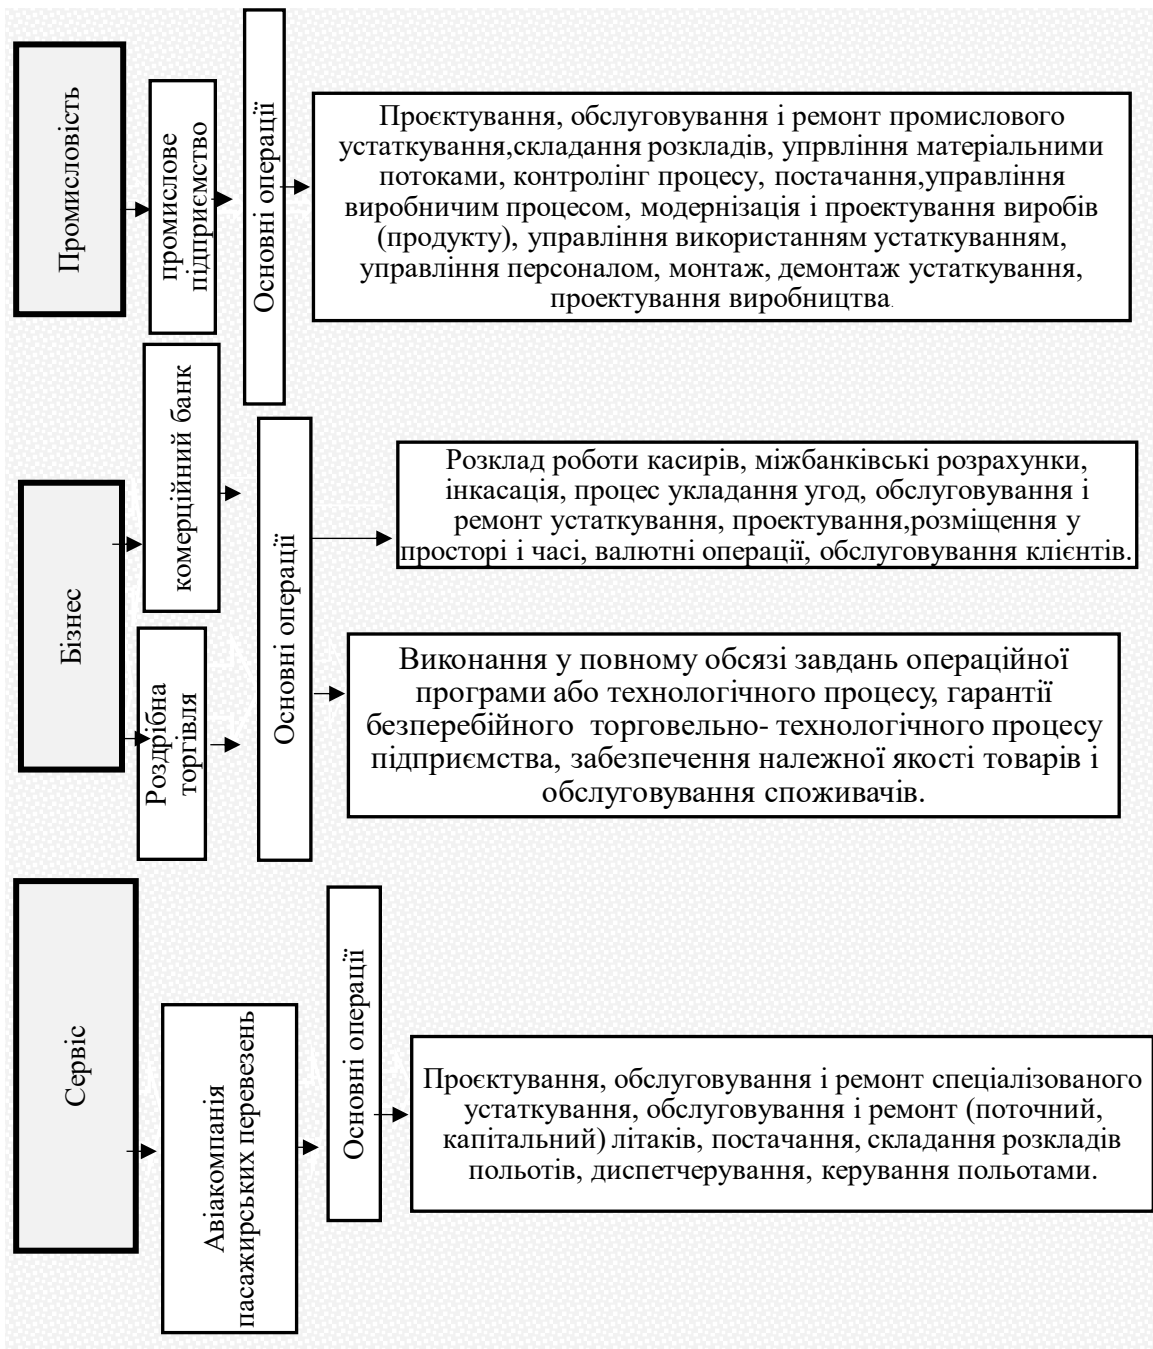 Промисловість
промислове
підприємство
Основні операції
Проєктування, обслуговування і ремонт промислового
устаткування,складання розкладів, упрвління матеріальними
потоками, контролінг процесу, постачання,управління
виробничим процесом, модернізація і проектування виробів
(продукту), управління використанням устаткуванням,
управління персоналом, монтаж, демонтаж устаткування,
проектування виробництва.
Бізнес
комерційний банк
Роздрібна
торгівля
Основні операції
Розклад роботи касирів, міжбанківські розрахунки,
інкасація, процес укладання угод, обслуговування і
ремонт устаткування, проектування,розміщення у
просторі і часі, валютні операції, обслуговування клієнтів.
Виконання у повному обсязі завдань операційної
програми або технологічного процесу, гарантії
безперебійного торговельно- технологічного процесу
підприємства, забезпечення належної якості товарів і
обслуговування споживачів.
Сервіс
Авіакомпанія
пасажирських перевезень
Основні операції
Проєктування, обслуговування і ремонт спеціалізованого
устаткування, обслуговування і ремонт (поточний,
капітальний) літаків, постачання, складання розкладів
польотів, диспетчерування, керування польотами.